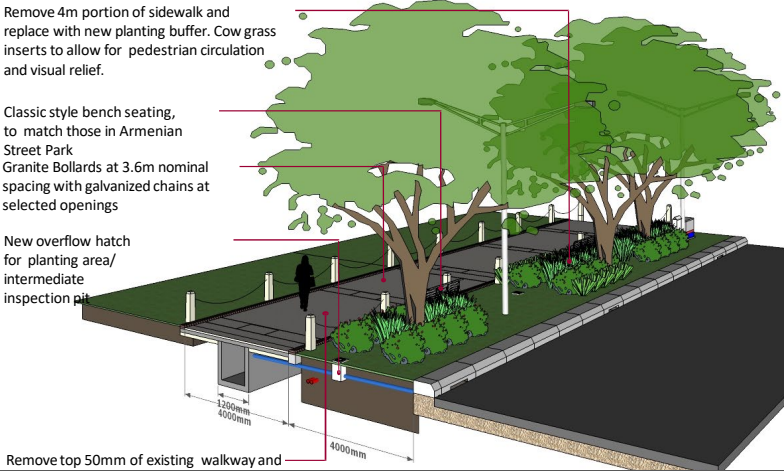 Remove 4m portion of sidewalk and
replace with new planting buffer. Cow grass
inserts to allow for pedestrian circulation
and visual relief.
Classic style bench seating,
to match those in Armenian
Street Park
Granite Bollards at 3.6m nominal
spacing with galvanized chains at
selected openings
New overflow hatch
for planting area/
intermediate
inspection pit
1200mm
4000mm
4000mm
Remove top 50mm of existing walkway and